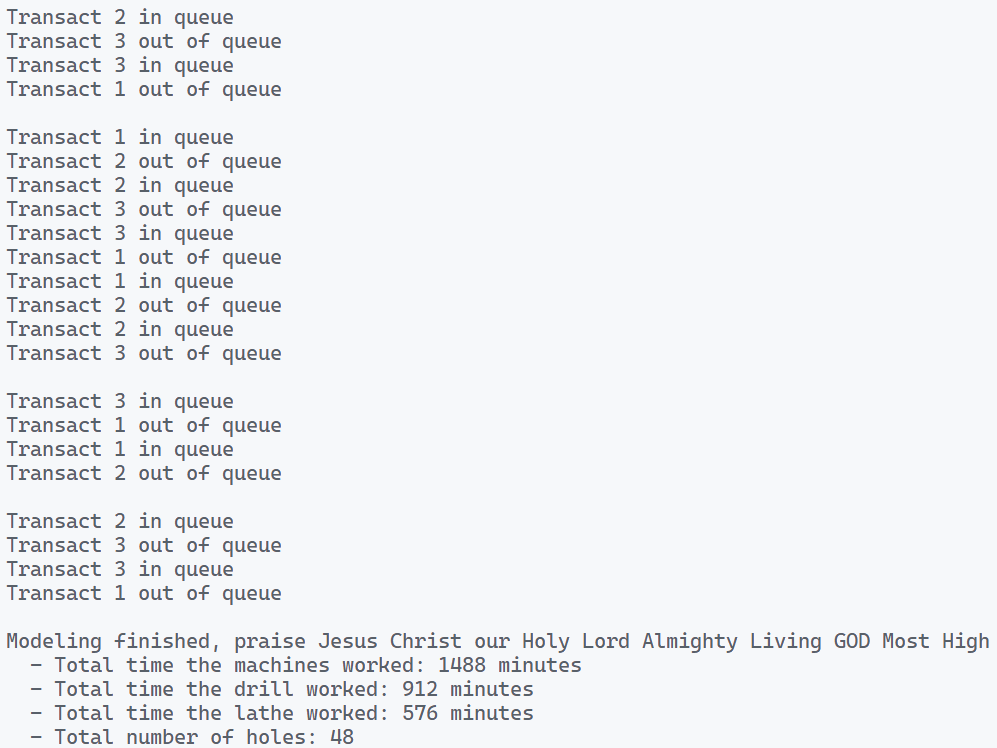 Transact 2 in queue
Transact 3 out of queue
Transact 3 in queue
Transact 1 out of queue
Transact 1 in queue
Transact 2 out of queue
Transact 2 in queue
Transact 3 out of queue
Transact 3 in queue
Transact 1 out of queue
Transact 1 in queue
Transact 2 out of queue
Transact 2 in queue
Transact 3 out of queue
Transact 3 in queue
Transact 1 out of queue
Transact 1 in queue
Transact 2 out of queue
Transact 2 in queue
Transact 3 out of queue
Transact 3 in queue
Transact 1 out of queue
Modeling finished, praise Jesus Christ our Holy Lord Almighty Living GOD Most High
– Total time the machines worked: 1488 minutes
– Total time the drill worked: 912 minutes
– Total time the lathe worked: 576 minutes
– Total number of holes: 48